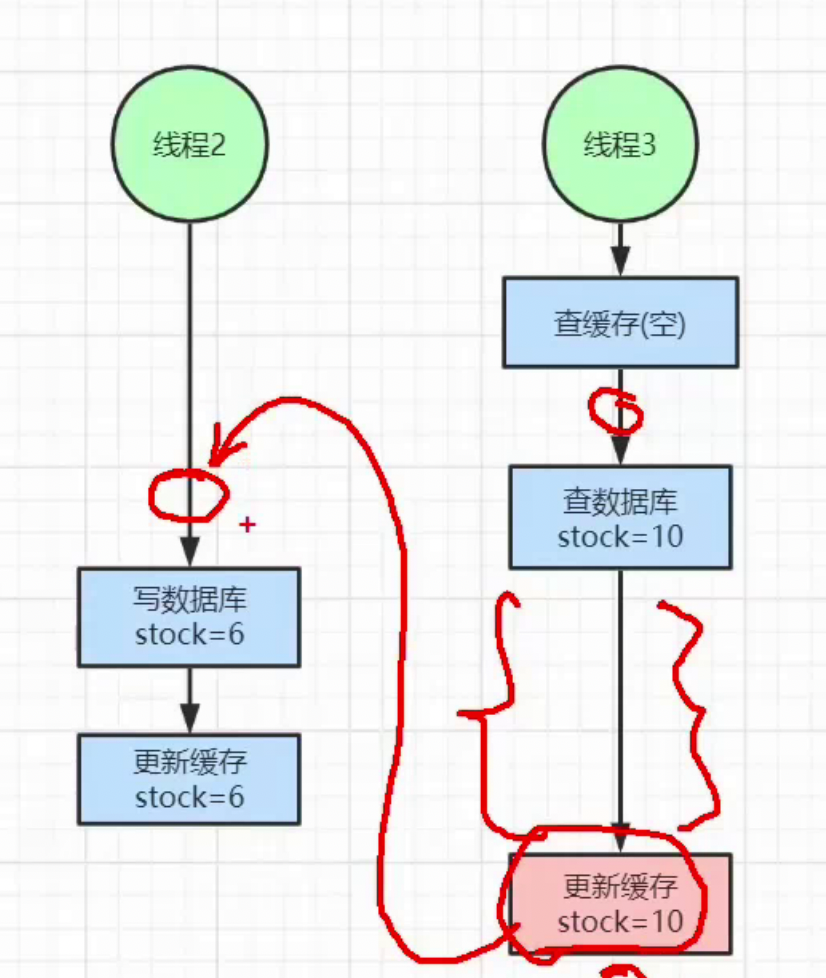 线程2
线程3
查缓存(空)
查数据库
stock=10
写数据库
stock=6
更新缓存
stock=6
更新缓存
stock=10